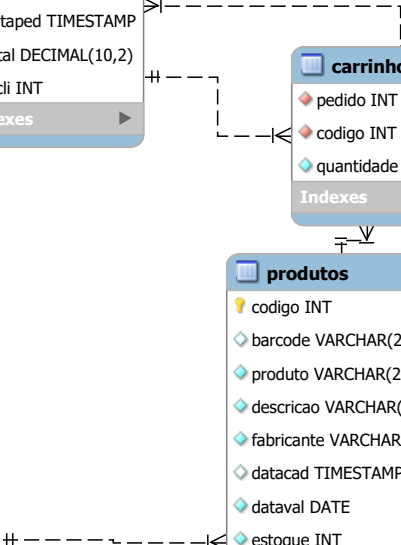 taped TIMESTAMP
tal DECIMAL(10,2)
cli INT
exes
carrinho
pedido INT
codigo INT
quantidade
Indexes
produtos
codigo INT
barcode VARCHAR(2
produto VARCHAR(2
descricao VARCHAR(
fabricante VARCHAR
datacad TIMESTAMP
dataval DATE
estoque INT